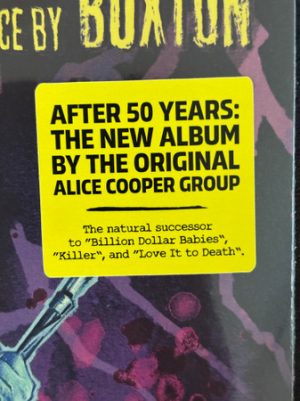 CE BY BUXTON
AFTER 50 YEARS:
THE NEW ALBUM
BY THE ORIGINAL
ALICE COOPER GROUP
The natural successor
to "Billion Dollar Babies",
"Killer", and "Love It to Death".